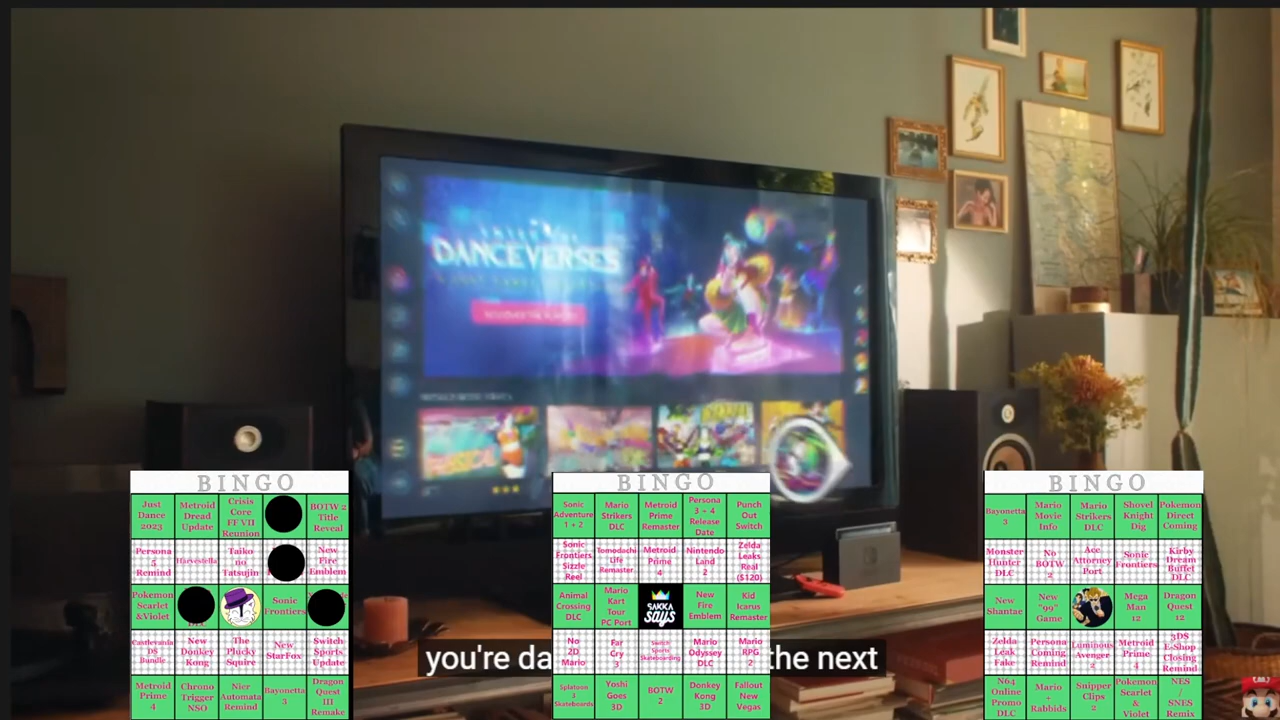 DANCEVERSES
BINGO
Just Dance 2023
Metroid Dread Update
Crisis Core FF VII Reunion
BOTW 2 Title Reveal
Persona 5 Remind
Harvestella
Taiko no Tatsujin
New Fire Emblem
Pokemon Scarlet &Violet
DLC
Sonic Frontiers
Castlevania DS Bundle
New Donkey Kong
The Plucky Squire
New StarFox
Switch Sports Update
Metroid Prime 4
Chrono Trigger NSO
Nier Automata Remind
Bayonetta 3
Dragon Quest III Remake
BINGO
Sonic Adventure 1 + 2
Mario Strikers DLC
Metroid Prime Remaster
Persona 3 + 4 Release Date
Punch Out Switch
Sonic Frontiers Sizzle Reel
Tomodachi Life Remaster
Metroid Prime 4
Nintendo Land 2
Zelda Leaks Real ($120)
Animal Crossing DLC
Mario Kart Tour PC Port
SAKKA says
New Fire Emblem
Kid Icarus Remaster
No 2D Mario
Far Cry 3
Switch Sports Skateboarding
Mario Odyssey DLC
Mario RPG 2
Splatoon Skateboards
Yoshi Goes 3D
BOTW 2
Donkey Kong 3D
Fallout New Vegas
BINGO
Bayonetta 3
Mario Movie Info
Mario Strikers DLC
Shovel Knight Dig
Pokemon Direct Coming
Monster Hunter DLC
No BOTW 2
Ace Attorney Port
Sonic Frontiers
Kirby Dream Buffet DLC
New Shantae
New "99" Game
Mega Man 12
Dragon Quest 12
Zelda Leak Fake
Persona Coming Remind
Luminous Avenger 2
Metroid Prime 4
3DS E-Shop Closing Remind
N64 Online Promo DLC
Mario + Rabbids
Snipper Clips 2
Pokemon Scarlet & Violet
NES / SNES Remix
you're da
the next